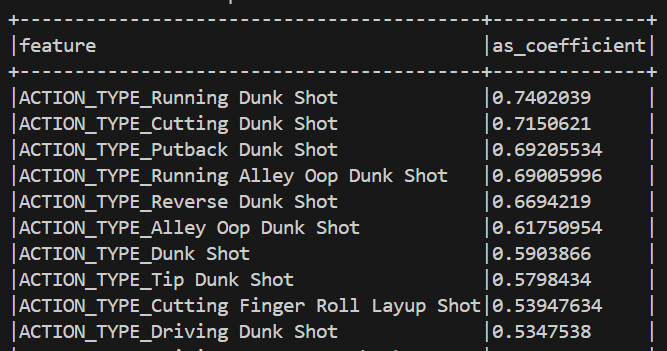 +--------------------------------------------+--------------+
|feature                                     |as_coefficient|
+--------------------------------------------+--------------+
|ACTION_TYPE_Running Dunk Shot               |0.7402039     |
|ACTION_TYPE_Cutting Dunk Shot               |0.7150621     |
|ACTION_TYPE_Putback Dunk Shot               |0.69205534    |
|ACTION_TYPE_Running Alley Oop Dunk Shot     |0.69005996    |
|ACTION_TYPE_Reverse Dunk Shot               |0.6694219     |
|ACTION_TYPE_Alley Oop Dunk Shot             |0.61750954    |
|ACTION_TYPE_Dunk Shot                       |0.5903866     |
|ACTION_TYPE_Tip Dunk Shot                   |0.5798434     |
|ACTION_TYPE_Cutting Finger Roll Layup Shot|0.53947634    |
|ACTION_TYPE_Driving Dunk Shot               |0.5347538     |